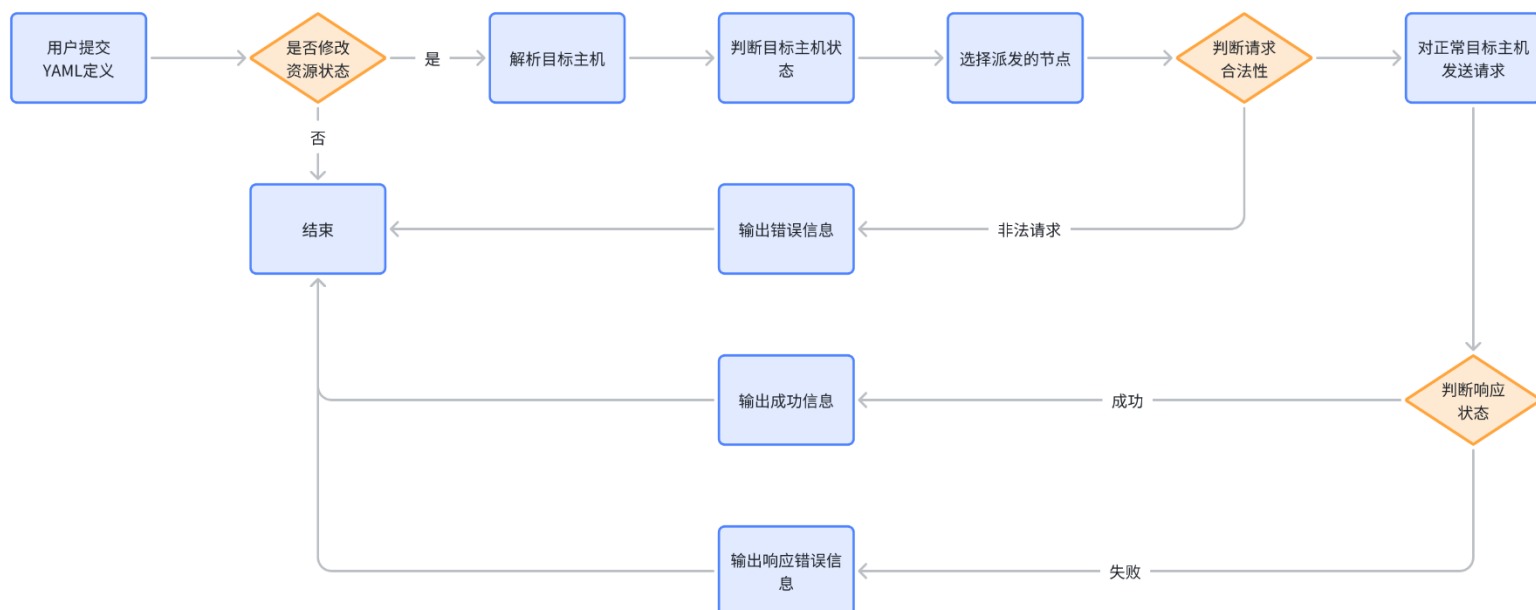 用户提交
YAML定义
是否修改
资源状态
是
解析目标主机
判断目标主机状
态
选择派发的节点
判断请求
合法性
对正常目标主机
发送请求
否
结束
输出错误信息
非法请求
输出成功信息
成功
判断响应
状态
输出响应错误信
息
失败